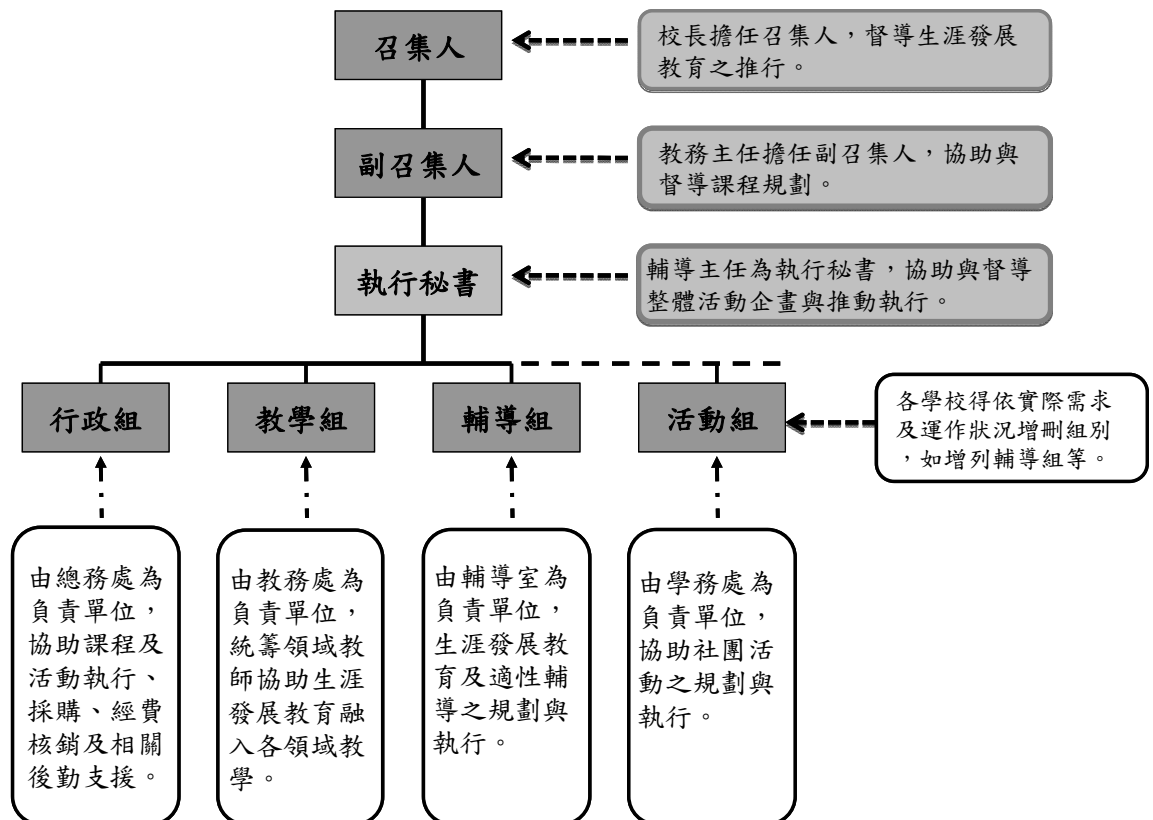 召集人
校長擔任召集人，督導生涯發展
教育之推行。
副召集人
教務主任擔任副召集人，協助與
督導課程規劃。
執行秘書
輔導主任為執行秘書，協助與督導
整體活動企畫與推動執行。
行政組
教學組
輔導組
活動組
各學校得依實際需求
及運作狀況增刪組別
，如增列輔導組等。
由總務處為
負責單位，
協助課程及
活動執行、
採購、經費
核銷及相關
後勤支援。
由教務處為
負責單位，
統籌領域教
師協助生涯
發展教育融
入各領域教
學。
由輔導室為
負責單位，
生涯發展教
育及適性輔
導之規劃與
執行。
由學務處為
負責單位，
協助社團活
動之規劃與
執行。